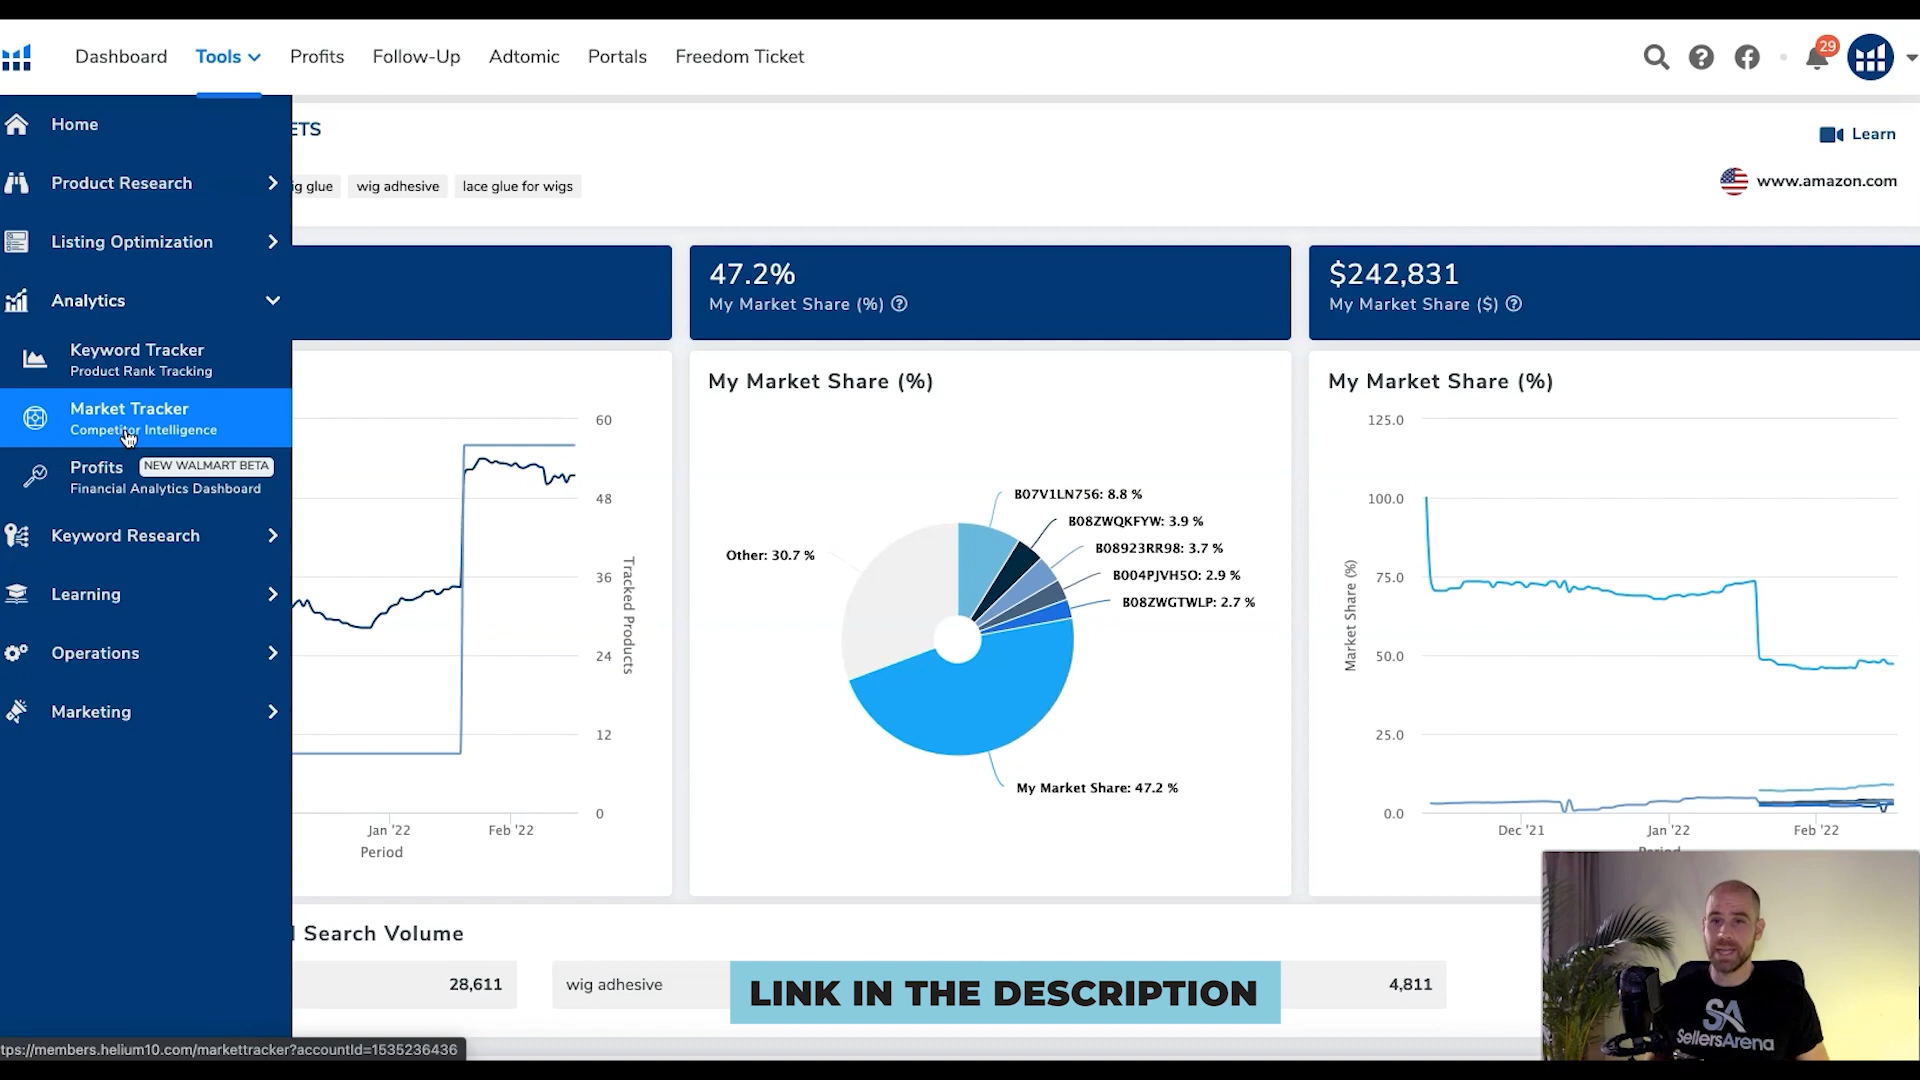 Dashboard
Tools
Profits
Follow-Up
Adtomic
Portals
Freedom Ticket
29
Home
Product Research
Listing Optimization
Analytics
Keyword Tracker
Product Rank Tracking
Market Tracker
Competitor Intelligence
Profits
NEW WALMART BETA
Financial Analytics Dashboard
Keyword Research
Learning
Operations
Marketing
ETS
Learn
ig glue
wig adhesive
lace glue for wigs
www.amazon.com
47.2%
My Market Share (%)
$242,831
My Market Share ($)
60
48
36
24
12
0
Tracked Products
Jan '22
Feb '22
Period
My Market Share (%)
B07V1LN756: 8.8 %
B08ZWQKFYW: 3.9 %
B08923RR98: 3.7 %
B004PJVH5O: 2.9 %
B08ZWGTWLP: 2.7 %
Other: 30.7 %
My Market Share: 47.2 %
My Market Share (%)
125.0
100.0
75.0
50.0
25.0
0.0
Market Share (%)
Dec '21
Jan '22
Feb '22
Period
l Search Volume
28,611
wig adhesive
4,811
LINK IN THE DESCRIPTION
SA
SellersArena
tps://members.helium10.com/markettracker?accountId=1535236436